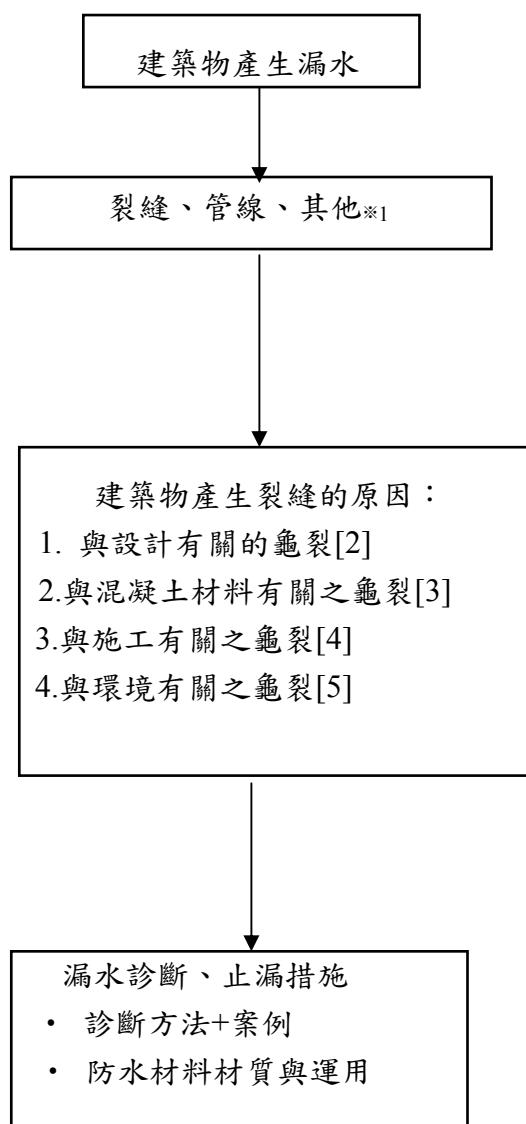 建築物產生漏水
裂縫、管線、其他※1
建築物產生裂縫的原因：
1. 與設計有關的龜裂[2]
2.與混凝土材料有關之龜裂[3]
3.與施工有關之龜裂[4]
4.與環境有關之龜裂[5]
漏水診斷、止漏措施
• 診斷方法+案例
• 防水材料材質與運用